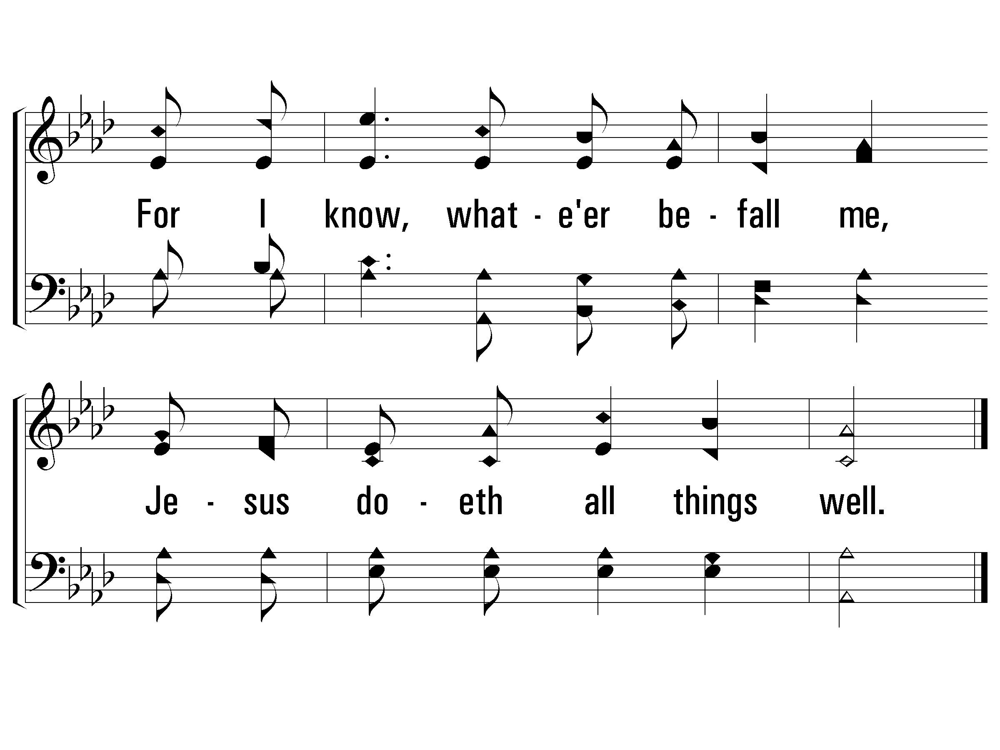 For I know, what - e'er be - fall me,
Je - sus do - eth all things well.